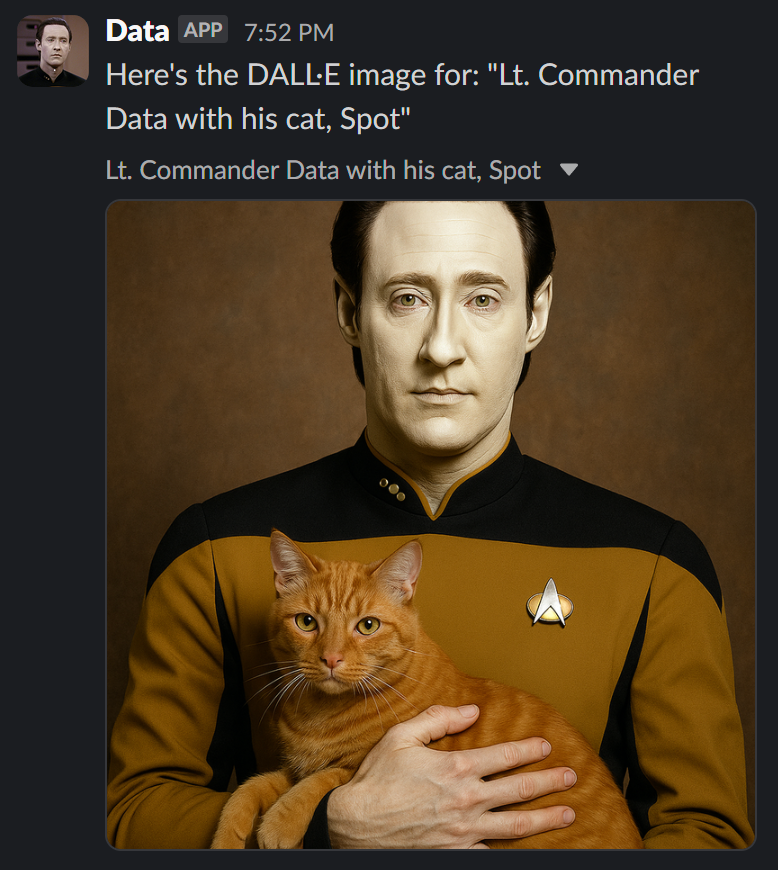 Data APP 7:52 PM
Here's the DALL·E image for: "Lt. Commander
Data with his cat, Spot"
Lt. Commander Data with his cat, Spot